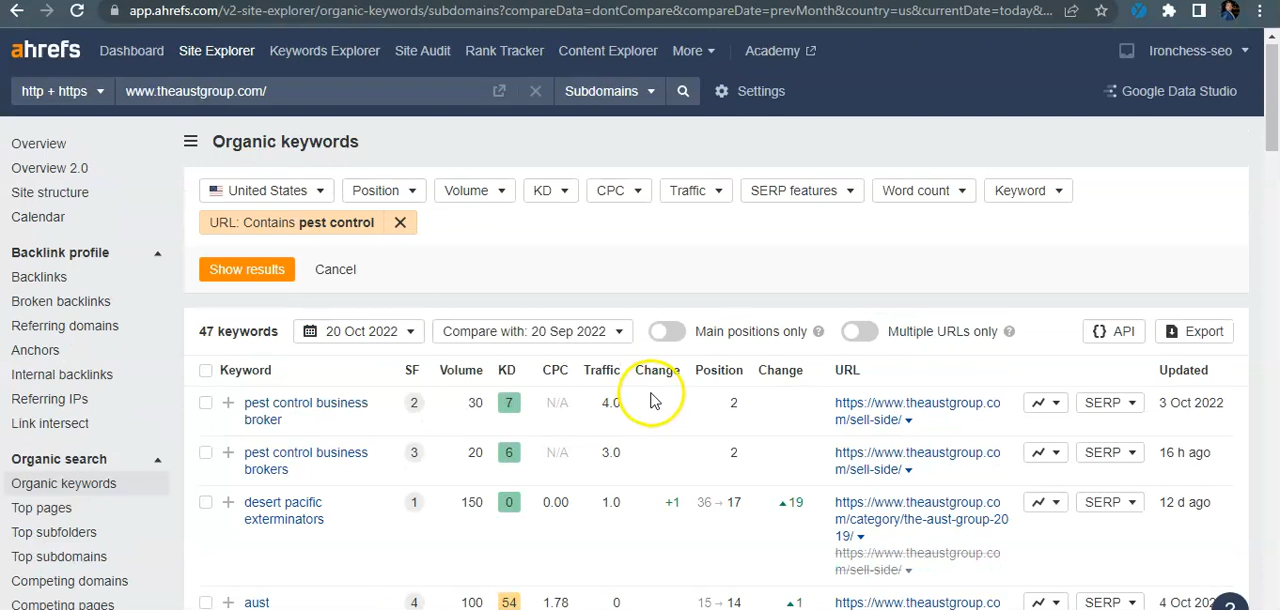 app.ahrefs.com/v2-site-explorer/organic-keywords/subdomains?compareData=dontCompare&compareDate=prevMonth&country=us&currentDate=today&...
ahrefs Dashboard Site Explorer Keywords Explorer Site Audit Rank Tracker Content Explorer More Academy Ironchess-seo
http + https www.theaustgroup.com/ Subdomains Settings Google Data Studio
Overview
Overview 2.0
Site structure
Calendar
Backlink profile
Backlinks
Broken backlinks
Referring domains
Anchors
Internal backlinks
Referring IPs
Link intersect
Organic search
Organic keywords
Top pages
Top subfolders
Top subdomains
Competing domains
Competing pages
Organic keywords
United States Position Volume KD CPC Traffic SERP features Word count Keyword
URL: Contains pest control
Show results Cancel
47 keywords 20 Oct 2022 Compare with: 20 Sep 2022 Main positions only ? Multiple URLs only ? {} API Export
Keyword SF Volume KD CPC Traffic Change Position Change URL Updated
pest control business 2 30 7 N/A 4.0 2 https://www.theaustgroup.co SERP 3 Oct 2022
broker m/sell-side/
pest control business 3 20 6 N/A 3.0 2 https://www.theaustgroup.co SERP 16 h ago
brokers m/sell-side/
desert pacific 1 150 0 0.00 1.0 +1 36 → 17 19 https://www.theaustgroup.co SERP 12 d ago
exterminators m/category/the-aust-group-20
19/
https://www.theaustgroup.co
m/sell-side/
aust 4 100 54 1.78 0 15 → 14 1 https://www.theaustgroup.co SERP 4 Oct 202
?